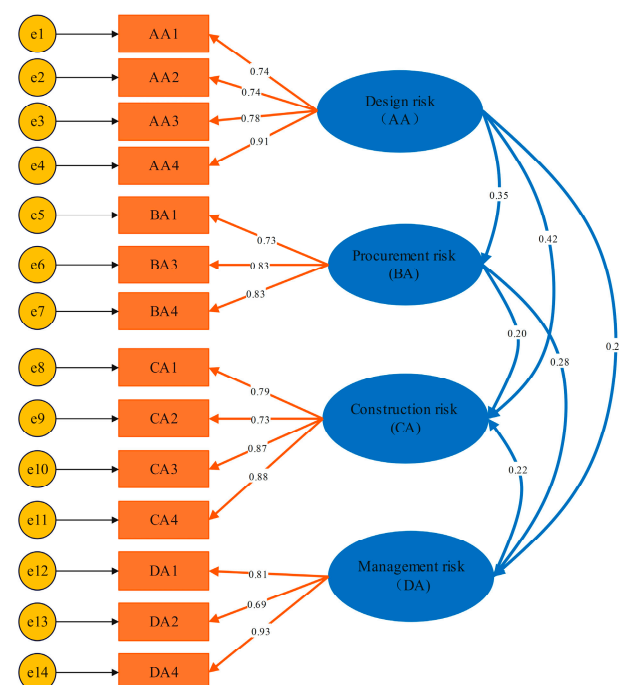 e1
AA1
e2
AA2
e3
AA3
e4
AA4
c5
BA1
e6
BA3
e7
BA4
e8
CA1
e9
CA2
e10
CA3
e11
CA4
e12
DA1
e13
DA2
e14
DA4
0.74
0.74
0.78
0.91
0.73
0.83
0.83
0.79
0.73
0.87
0.88
0.81
0.69
0.93
Design risk
（AA）
Procurement risk
(BA)
Construction risk
(CA)
Management risk
（DA)
0.35
0.42
0.2
0.20
0.28
0.22